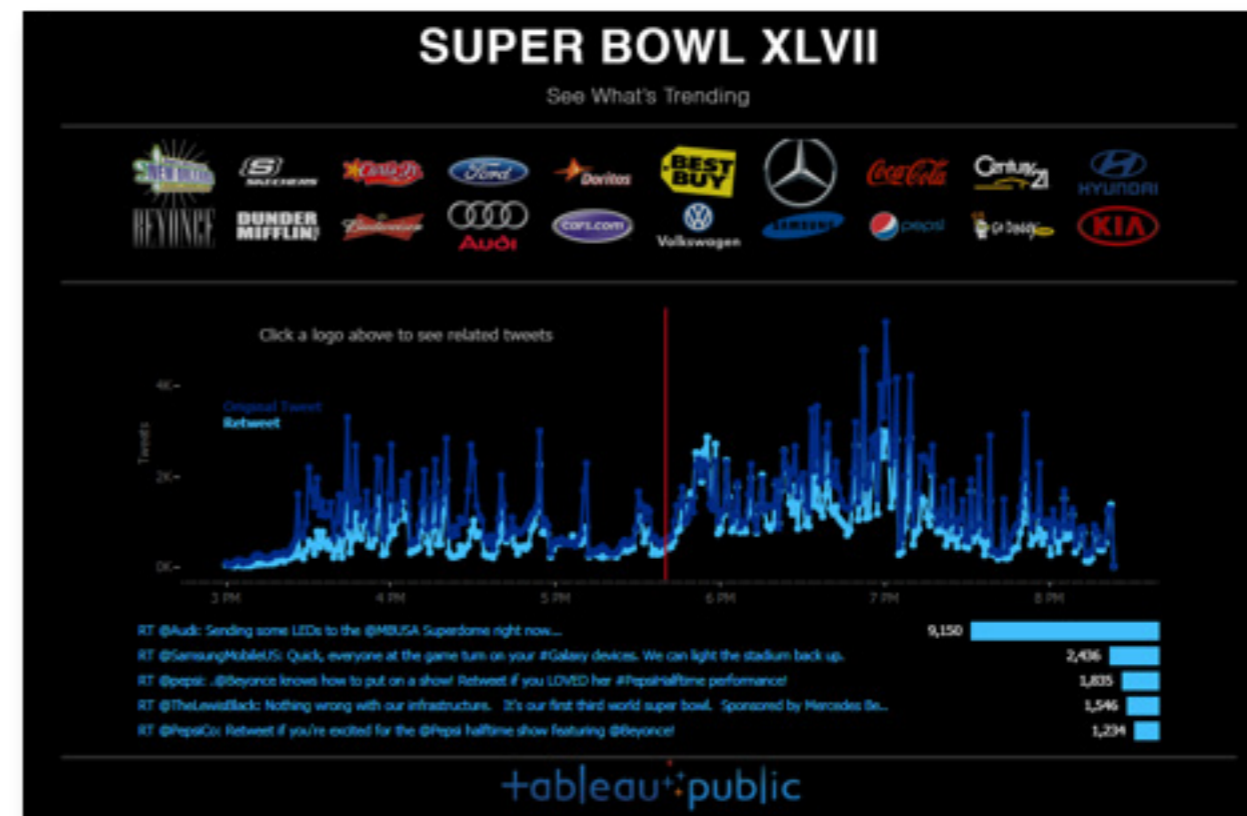 SUPER BOWL XLVII
See What's Trending
NEW ORLEANS
SKECHERS
Carl's Jr.
Ford
Doritos
BEST BUY
Coca-Cola
Century 21
HYUNDAI
BEYONCE
DUNDER MIFFLIN
Budweiser
Audi
cars.com
Volkswagen
SAMSUNG
pepsi
Go Daddy
KIA
Click a logo above to see related tweets
Original Tweet
Retweet
Tweets
4K
2K
0K
3 PM 4 PM 5 PM 6 PM 7 PM 8 PM
RT @Audi: Sending some LEDs to the @MBUSA Superdome right now... 9,150
RT @SamsungMobileUS: Quick, everyone at the game turn on your #Galaxy devices. We can light the stadium back up. 2,436
RT @pepsi: .@Beyonce knows how to put on a show! Retweet if you LOVED her #PepsiHalftime performance! 1,835
RT @TheLewisBlack: Nothing wrong with our infrastructure. It's our first third world super bowl. Sponsored by Mercedes Be... 1,546
RT @PepsiCo: Retweet if you're excited for the @Pepsi halftime show featuring @Beyonce! 1,234
tableau public